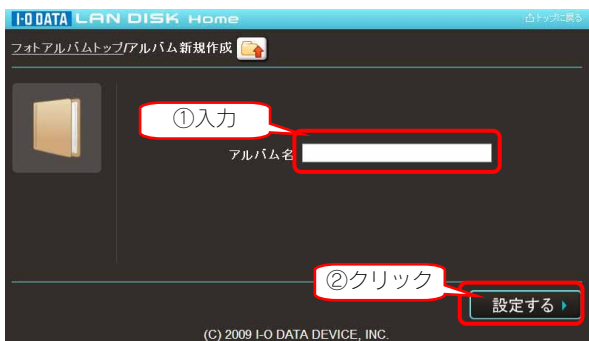 I-O DATA LAN DISK Home
凸トップに戻る
フォトアルバムトップ/アルバム新規作成
①入力
アルバム名
②クリック
設定する
(C) 2009 I-O DATA DEVICE, INC.